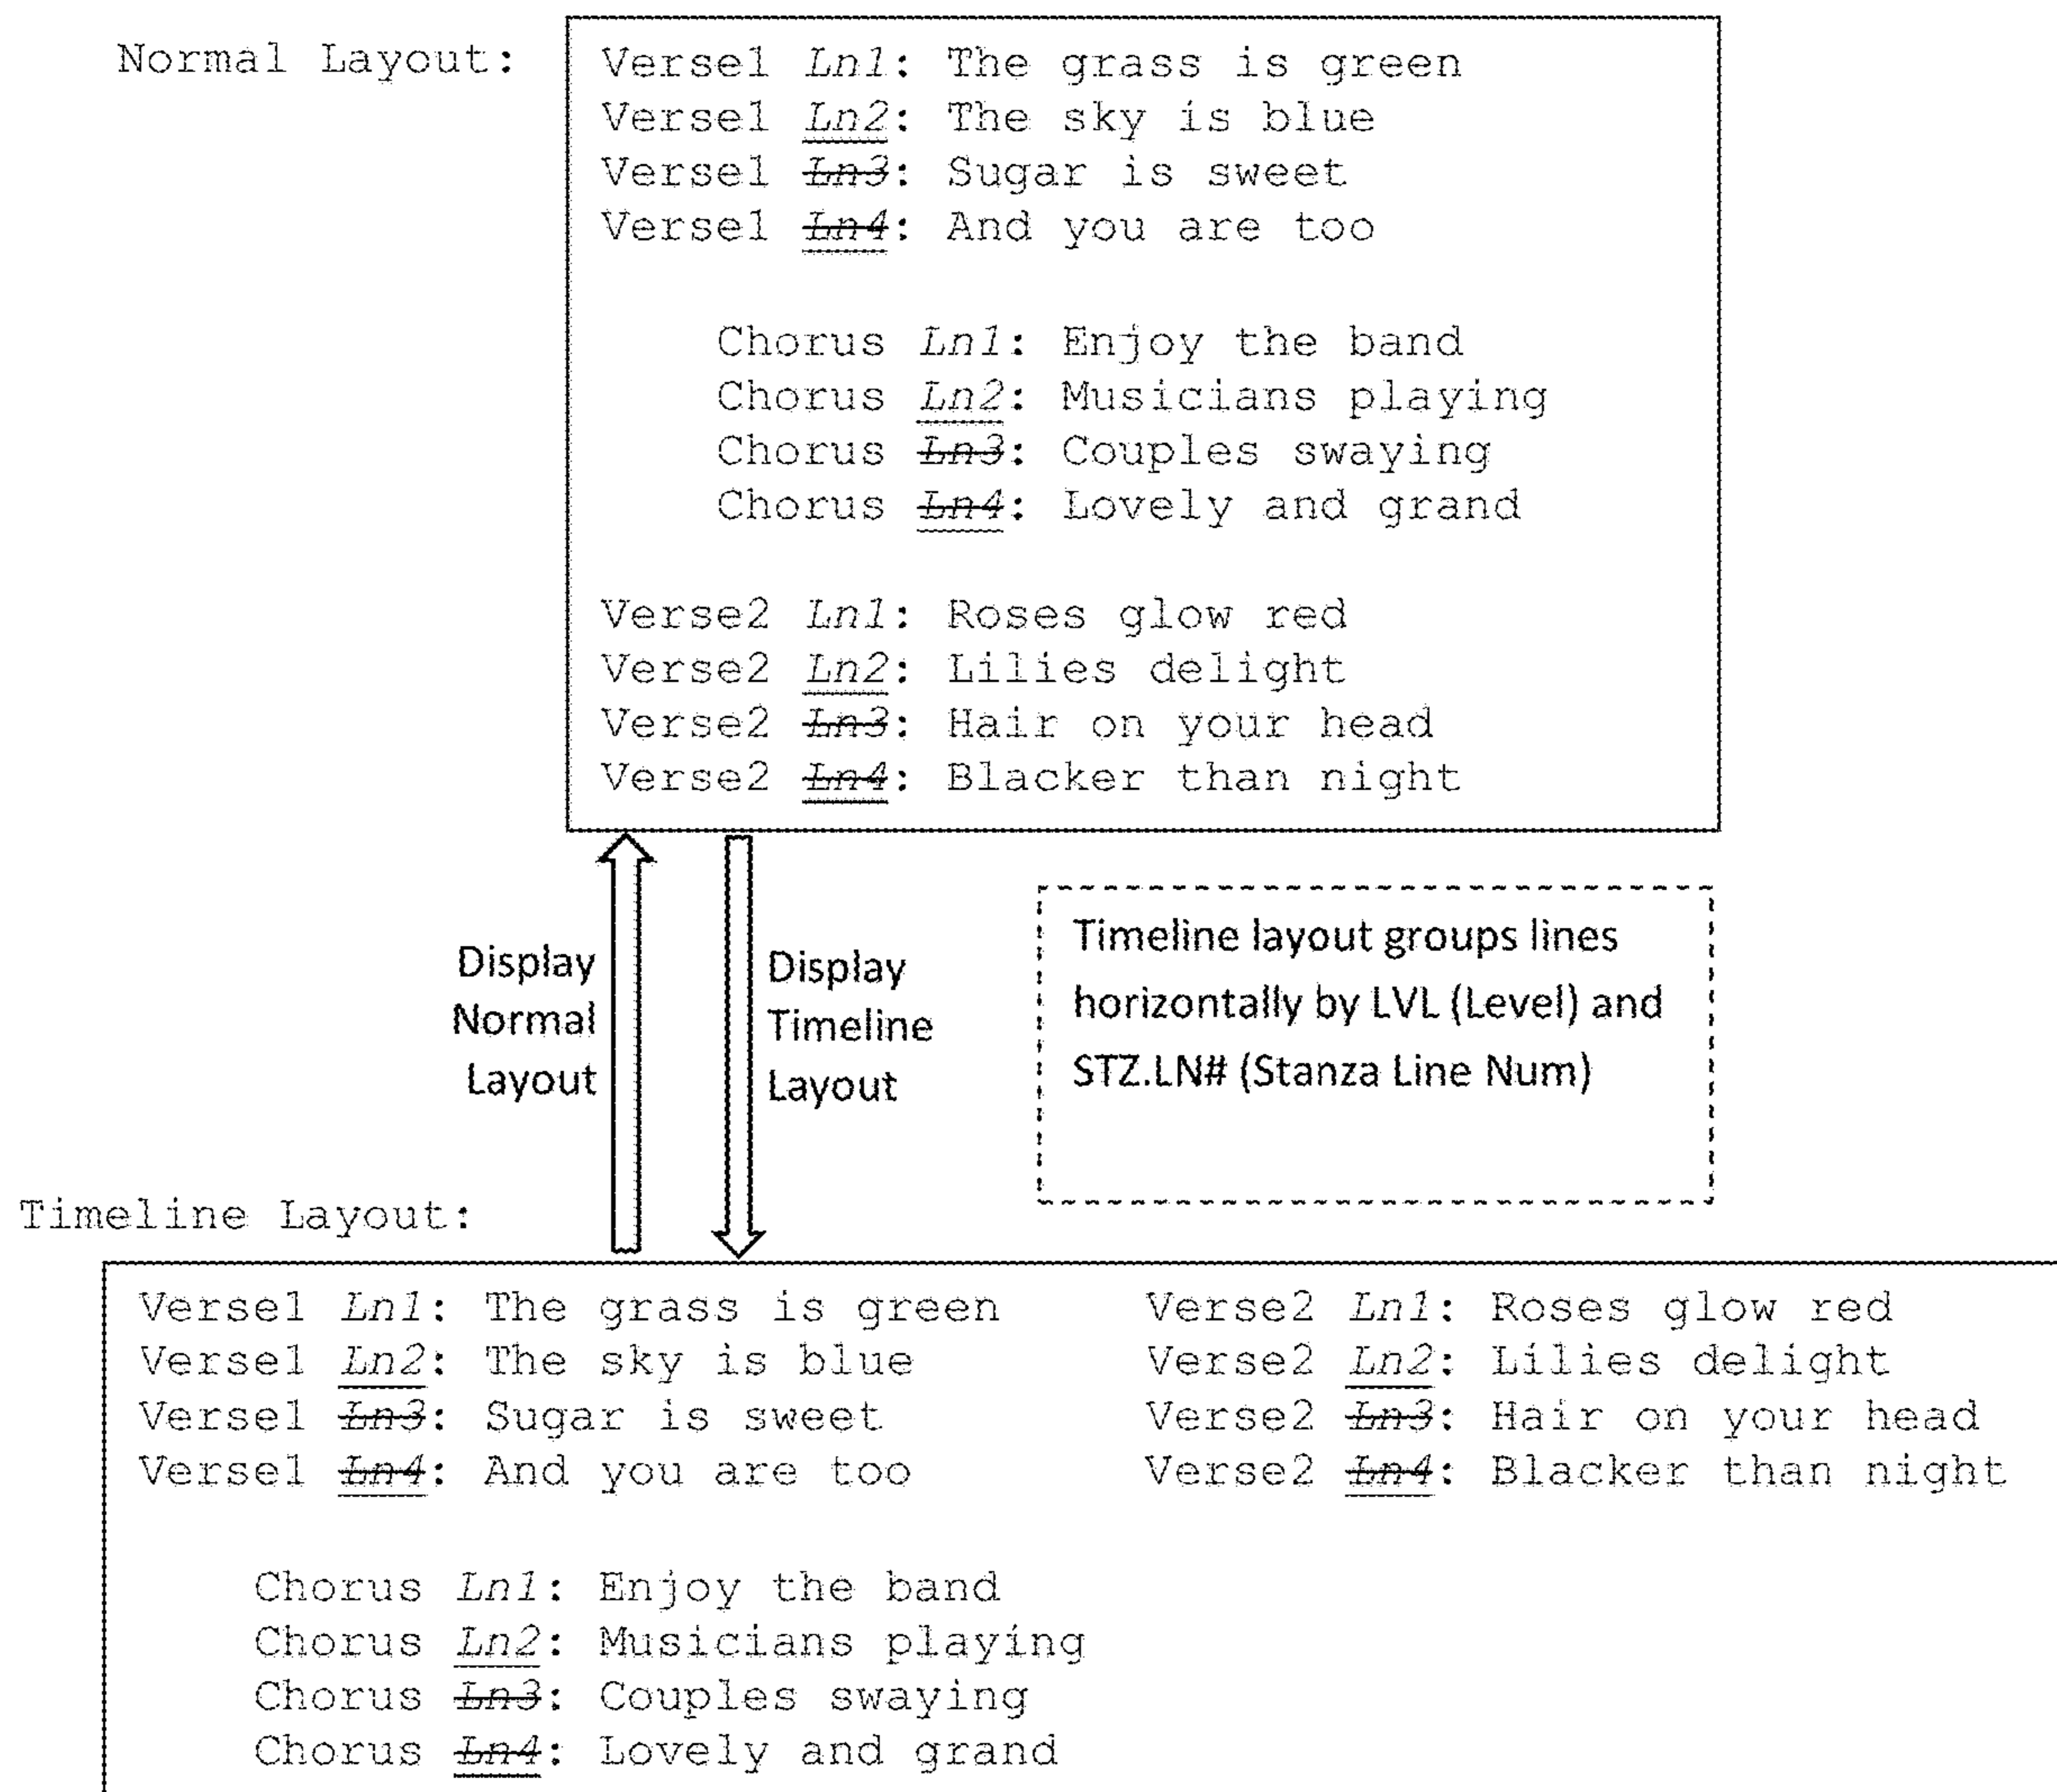 Normal Layout:
Verse1 Ln1: The grass is green
Verse1 Ln2: The sky is blue
Verse1 Ln3: Sugar is sweet
Verse1 Ln4: And you are too
Chorus Ln1: Enjoy the band
Chorus Ln2: Musicians playing
Chorus Ln3: Couples swaying
Chorus Ln4: Lovely and grand
Verse2 Ln1: Roses glow red
Verse2 Ln2: Lilies delight
Verse2 Ln3: Hair on your head
Verse2 Ln4: Blacker than night
Display
Normal
Layout
Display
Timeline
Layout
Timeline layout groups lines
horizontally by LVL (Level) and
STZ.LN# (Stanza Line Num)
Timeline Layout:
Verse1 Ln1: The grass is green
Verse1 Ln2: The sky is blue
Verse1 Ln3: Sugar is sweet
Verse1 Ln4: And you are too
Verse2 Ln1: Roses glow red
Verse2 Ln2: Lilies delight
Verse2 Ln3: Hair on your head
Verse2 Ln4: Blacker than night
Chorus Ln1: Enjoy the band
Chorus Ln2: Musicians playing
Chorus Ln3: Couples swaying
Chorus Ln4: Lovely and grand